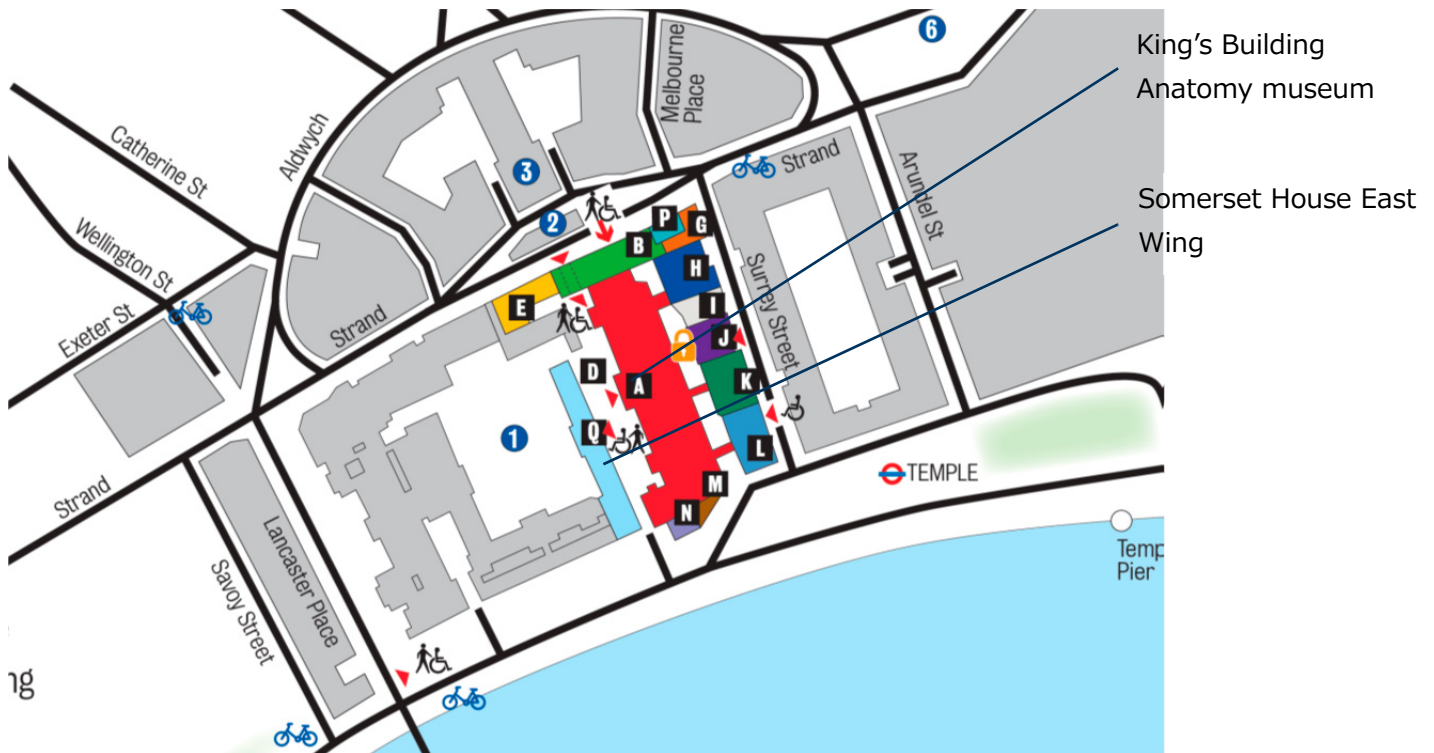 King’s Building
Anatomy museum
Somerset House East
Wing
6
Melbourne
Place
Aldwych
Catherine St
3
Strand
Arundel St
Wellington St
2
P
G
B
H
Surrey Street
E
I
Exeter St
Strand
J
D
A
K
1
Q
L
TEMPLE
M
Strand
N
Lancaster Place
Temp
Pier
Savoy Street
ng